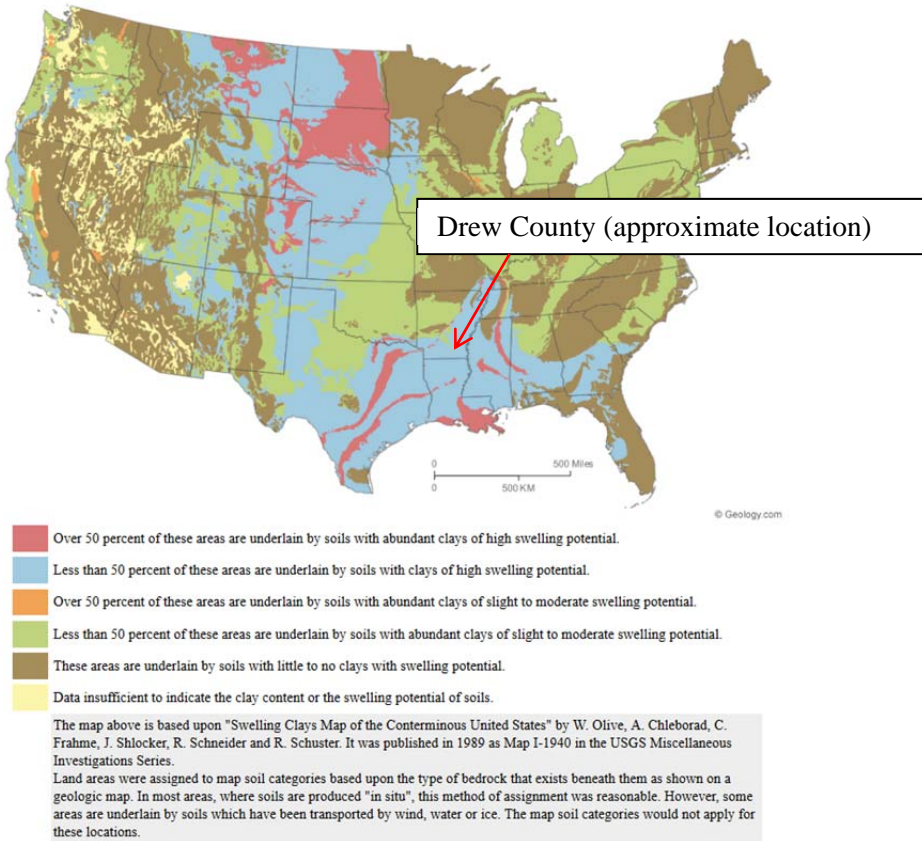 Drew County (approximate location)
0 500 Miles
0 500 KM
© Geology.com
Over 50 percent of these areas are underlain by soils with abundant clays of high swelling potential.
Less than 50 percent of these areas are underlain by soils with clays of high swelling potential.
Over 50 percent of these areas are underlain by soils with abundant clays of slight to moderate swelling potential.
Less than 50 percent of these areas are underlain by soils with abundant clays of slight to moderate swelling potential.
These areas are underlain by soils with little to no clays with swelling potential.
Data insufficient to indicate the clay content or the swelling potential of soils.
The map above is based upon "Swelling Clays Map of the Conterminous United States" by W. Olive, A. Chleborad, C.
Frahme, J. Shlocker, R. Schneider and R. Schuster. It was published in 1989 as Map I-1940 in the USGS Miscellaneous
Investigations Series.
Land areas were assigned to map soil categories based upon the type of bedrock that exists beneath them as shown on a
geologic map. In most areas, where soils are produced "in situ", this method of assignment was reasonable. However, some
areas are underlain by soils which have been transported by wind, water or ice. The map soil categories would not apply for
these locations.